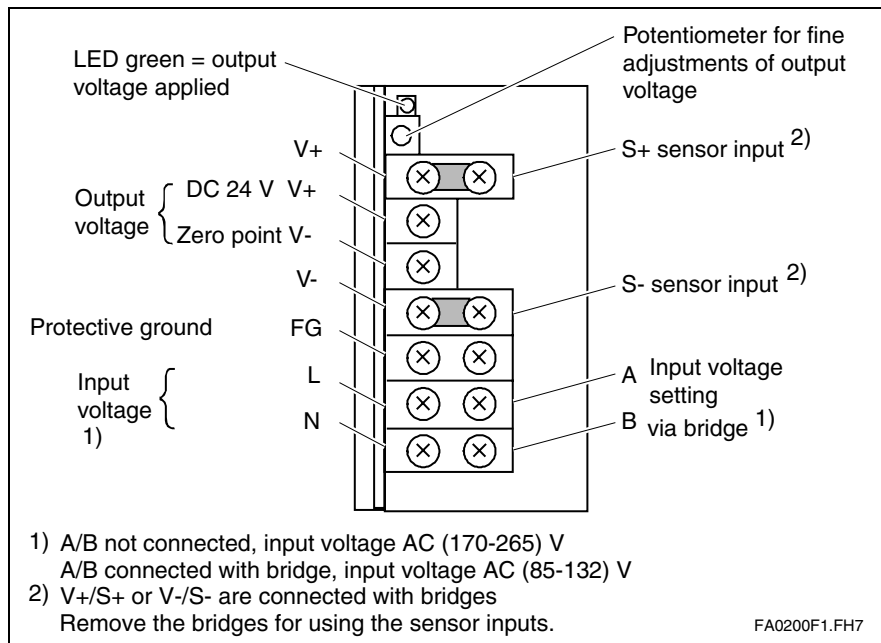 LED green = output
voltage applied
Potentiometer for fine
adjustments of output
voltage
V+
S+ sensor input 2)
Output
voltage
DC 24 V V+
Zero point V-
V-
S- sensor input 2)
Protective ground
FG
Input
voltage
1)
L
N
A
B
Input voltage
setting
via bridge 1)
1) A/B not connected, input voltage AC (170-265) V
A/B connected with bridge, input voltage AC (85-132) V
2) V+/S+ or V-/S- are connected with bridges
Remove the bridges for using the sensor inputs.
FA0200F1.FH7